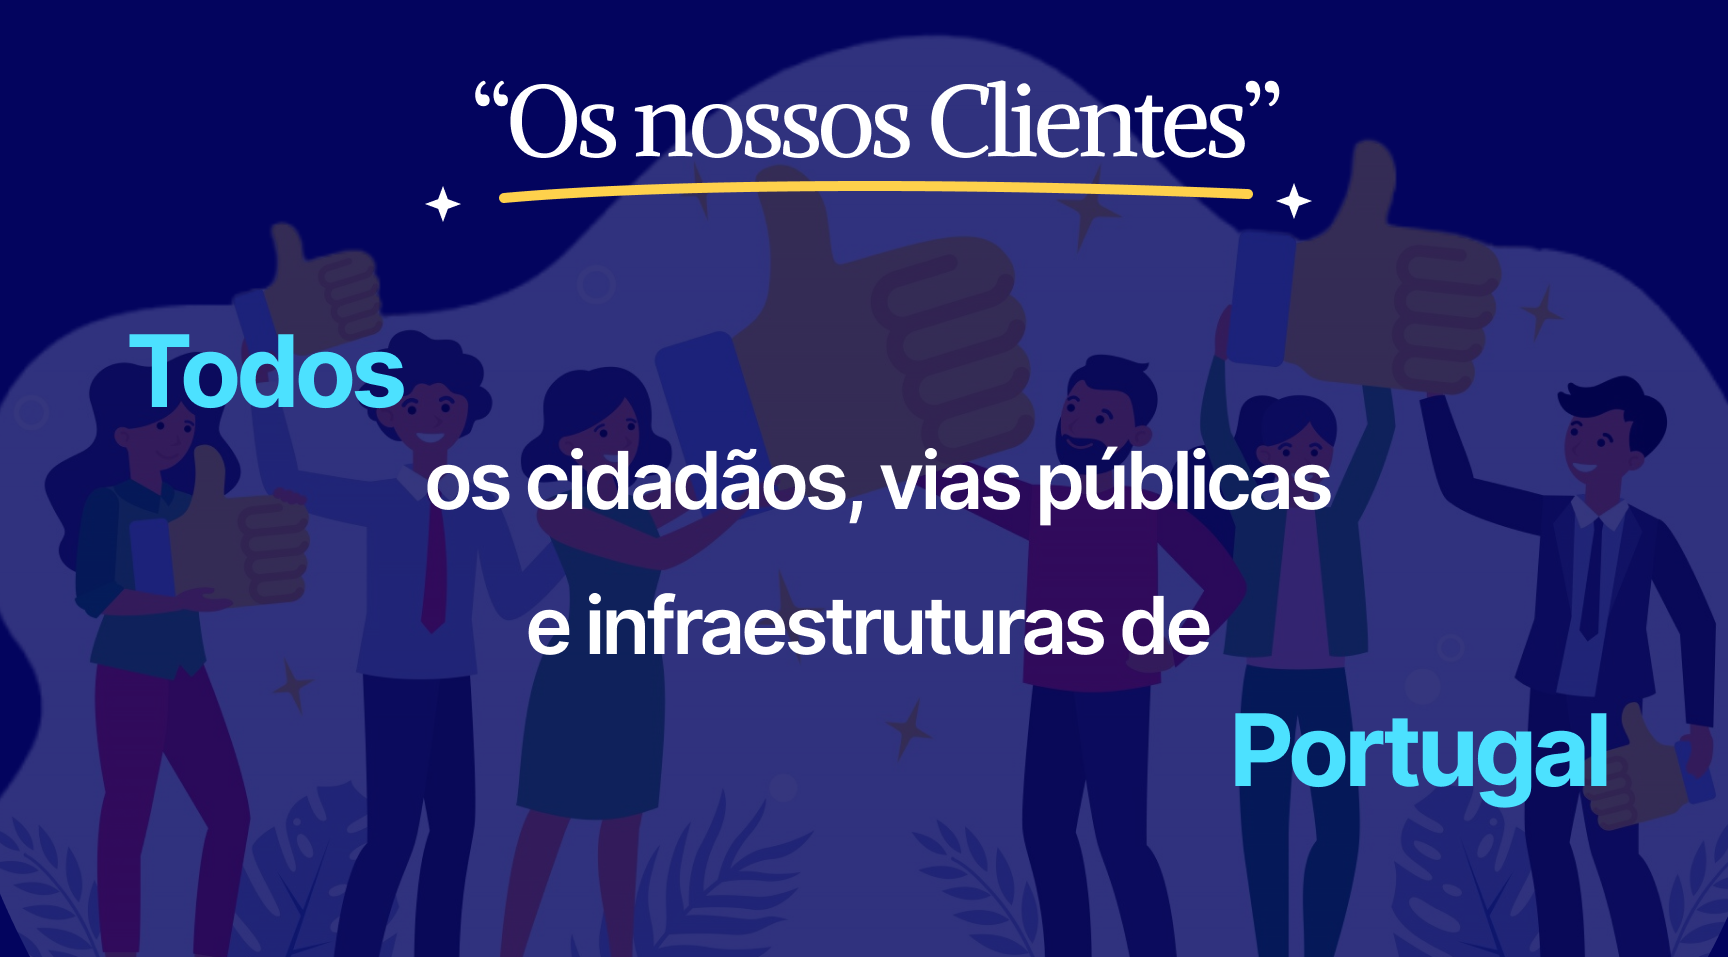 “Os nossos Clientes”
Todos
os cidadãos, vias públicas
e infraestruturas de
Portugal